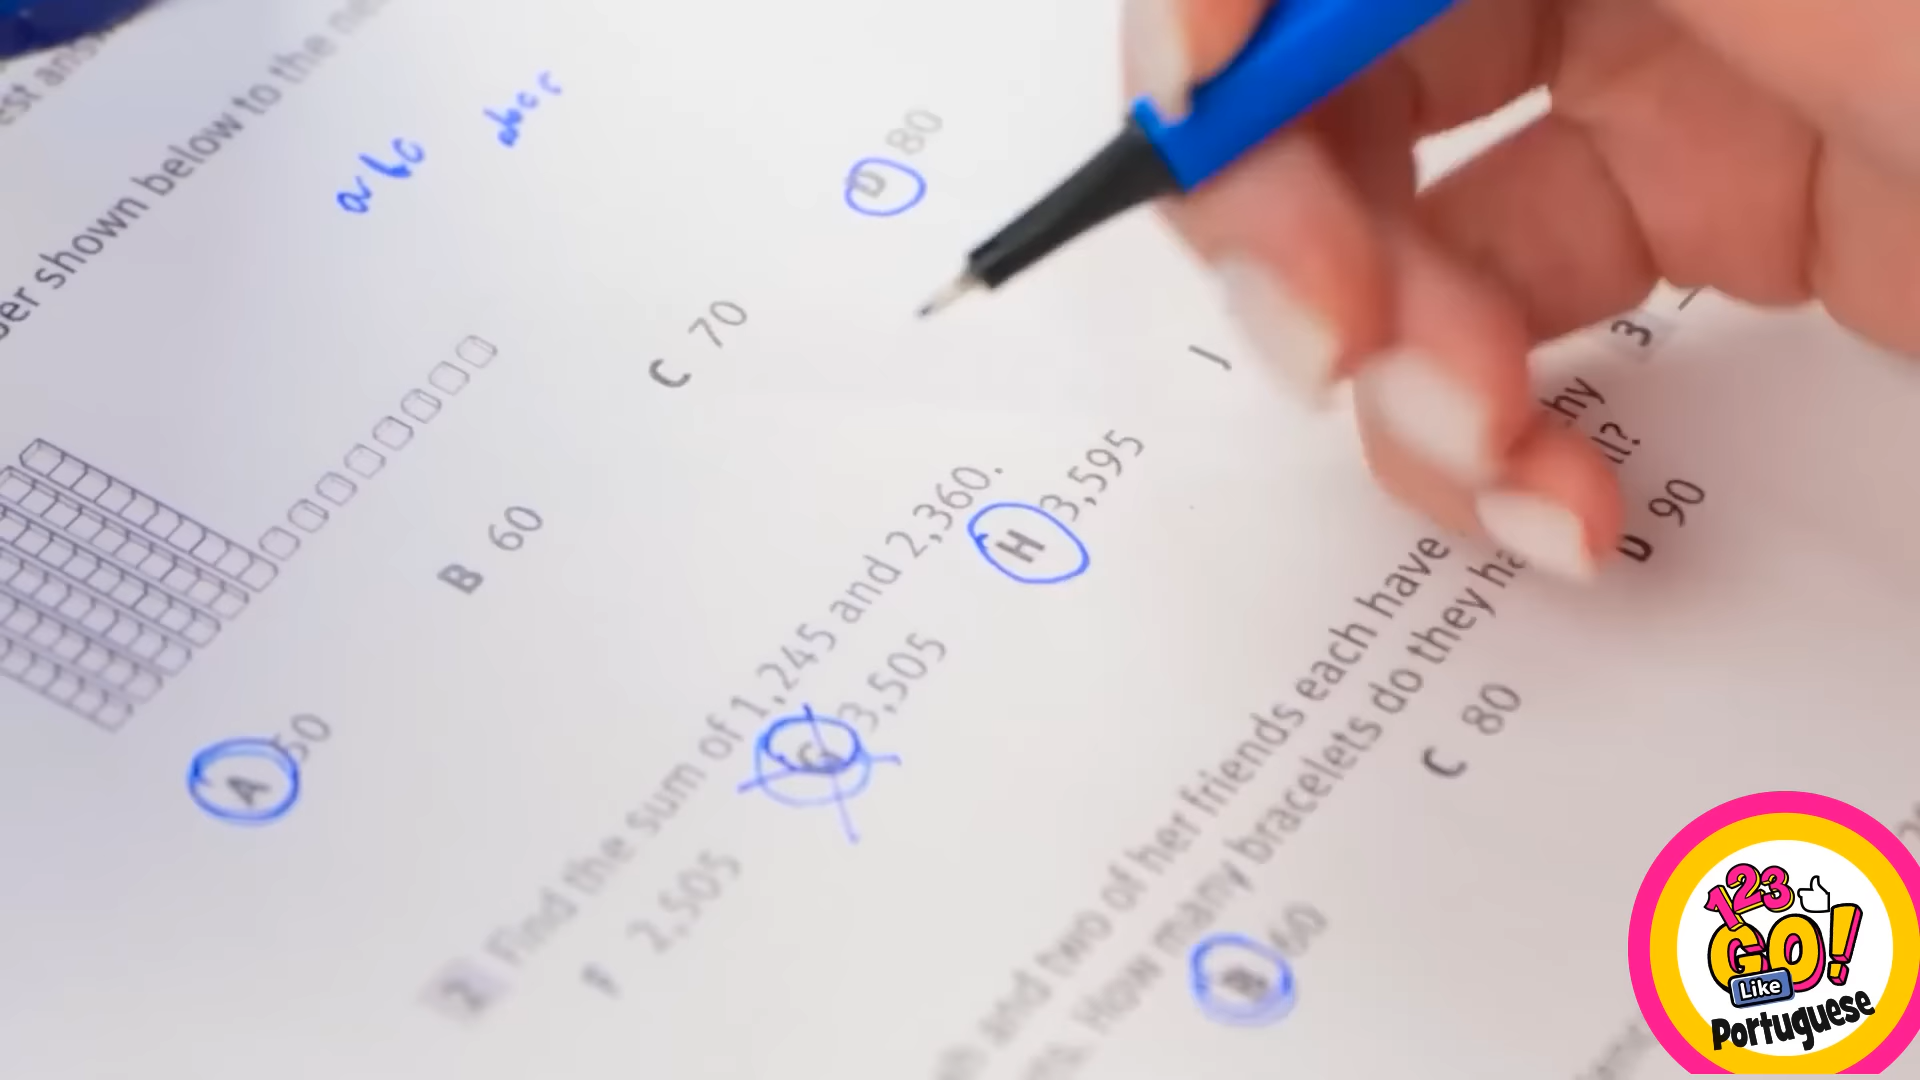 est
er shown below to the
abc
A 50
B 60
C 70
D 80
2 Find the sum of 1,245 and 2,360.
F 2,505
G 3,505
H 3,595
J
3
and two of her friends each have
How many bracelets do they
B 60
C 80
D 90
123
GO!
Like
Portuguese